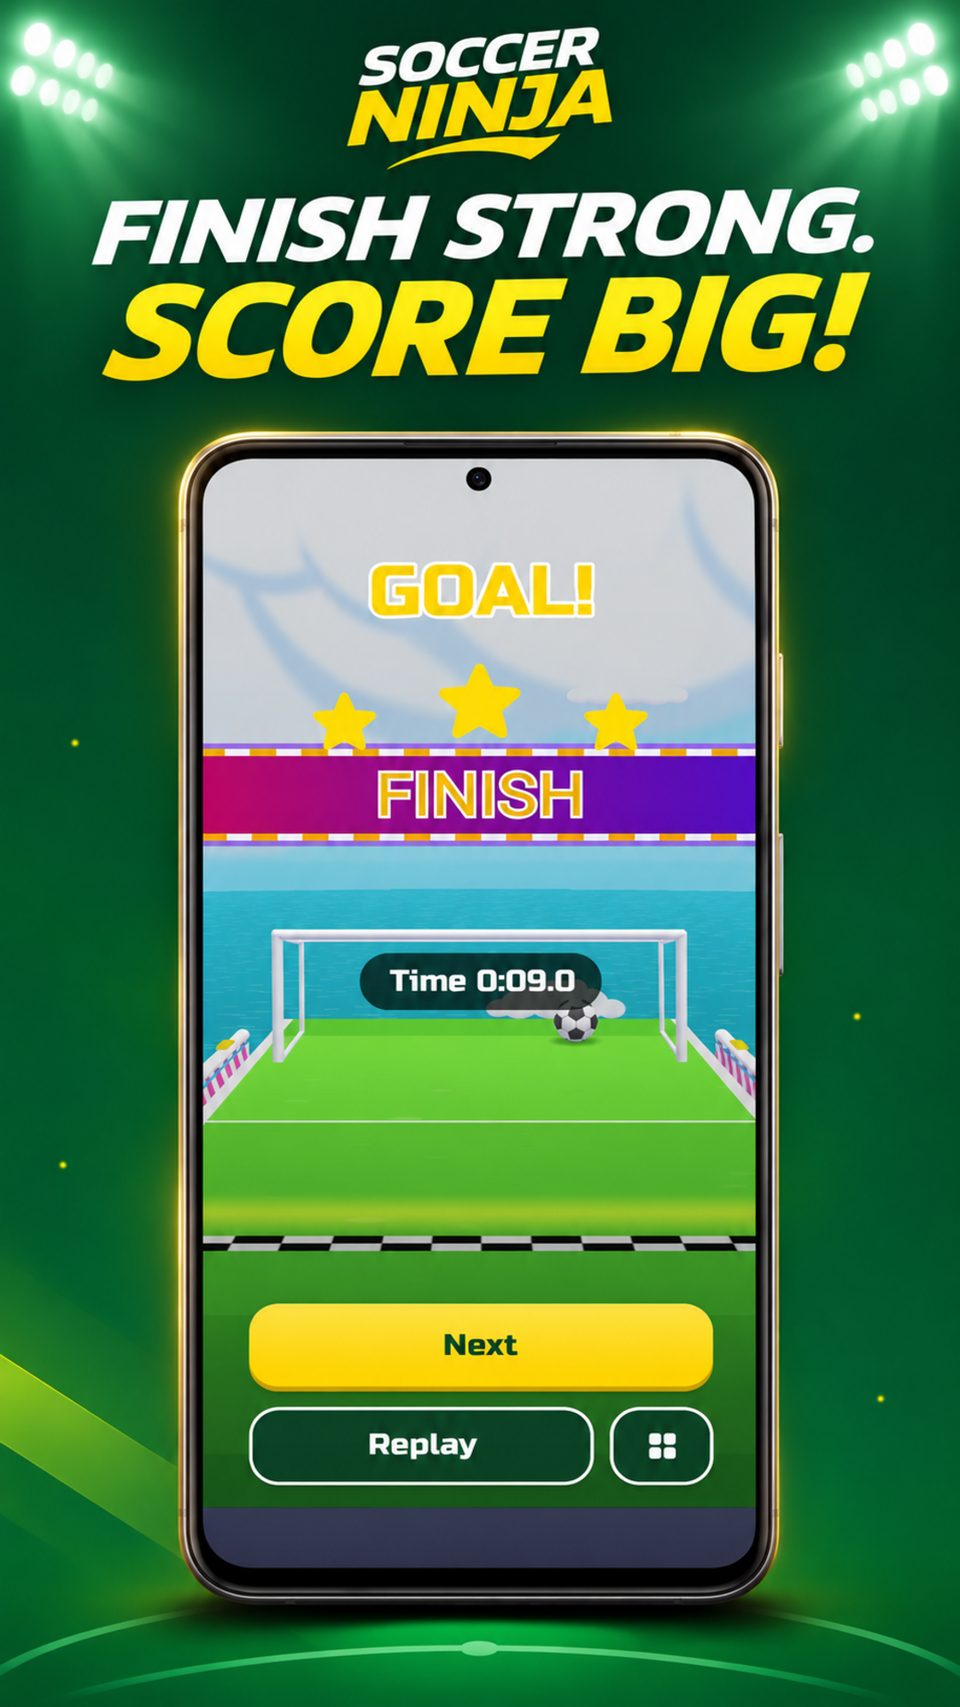 SOCCER
NINJA
FINISH STRONG.
SCORE BIG!
GOAL!
FINISH
Time 0:09.0
Next
Replay